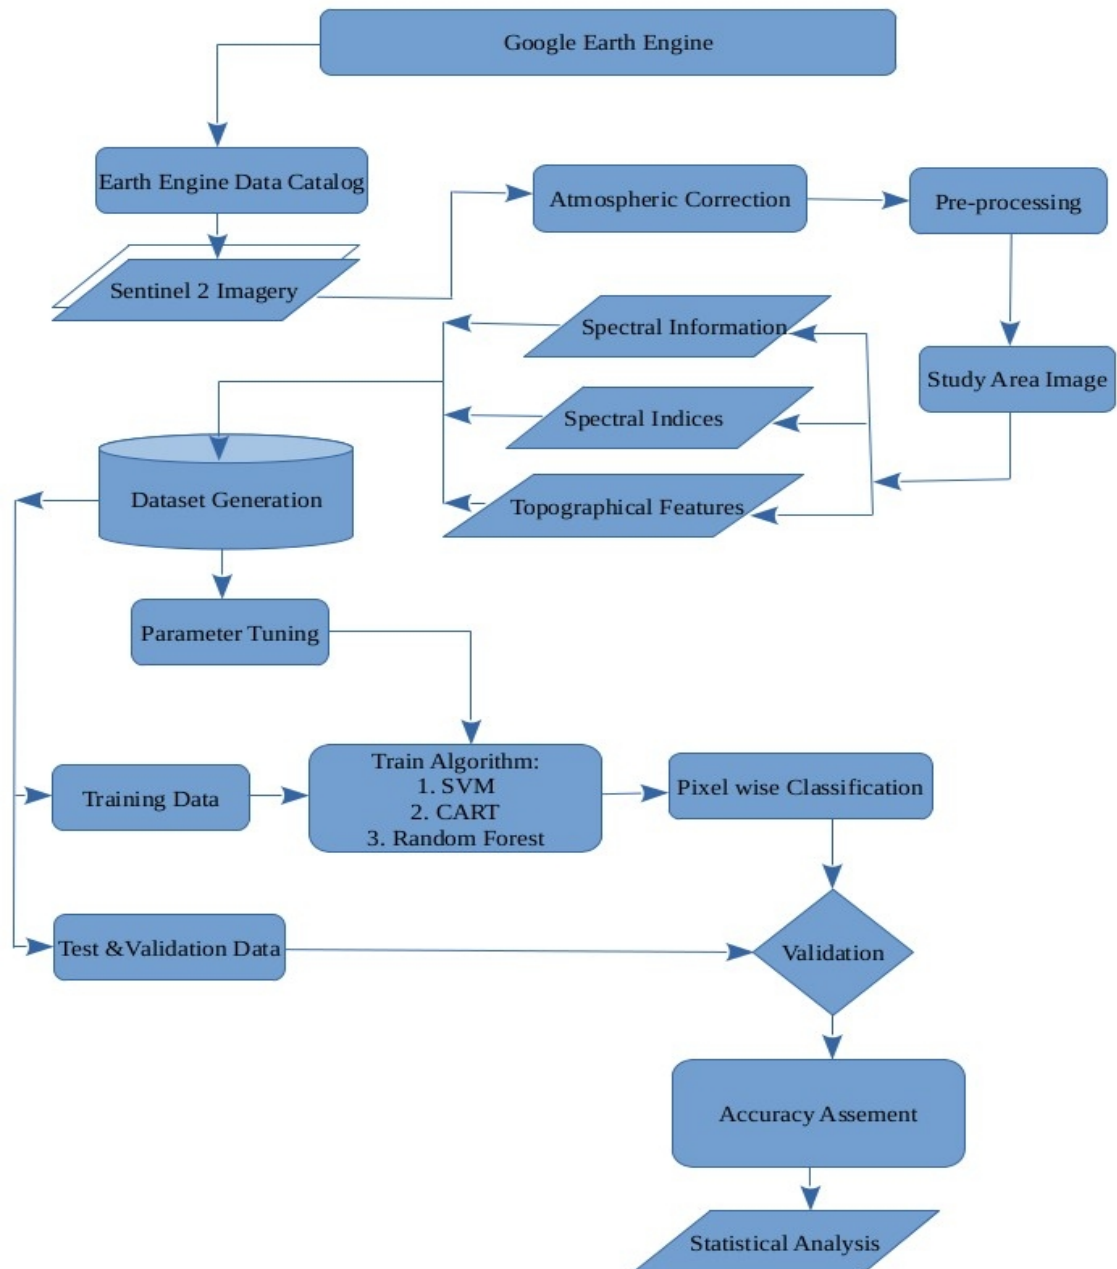 Google Earth Engine
Earth Engine Data Catalog
Atmospheric Correction
Pre-processing
Sentinel 2 Imagery
Spectral Information
Study Area Image
Spectral Indices
Dataset Generation
Topographical Features
Parameter Tuning
Train Algorithm:
1. SVM
2. CART
3. Random Forest
Training Data
Pixel wise Classification
Test &Validation Data
Validation
Accuracy Assement
Statistical Analysis